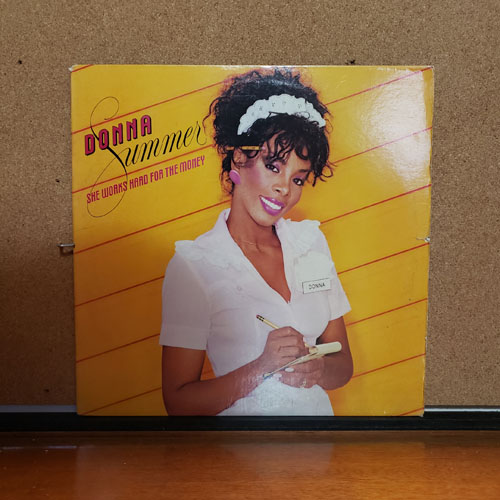 DONNA
Summer
SHE WORKS HARD FOR THE MONEY
DONNA